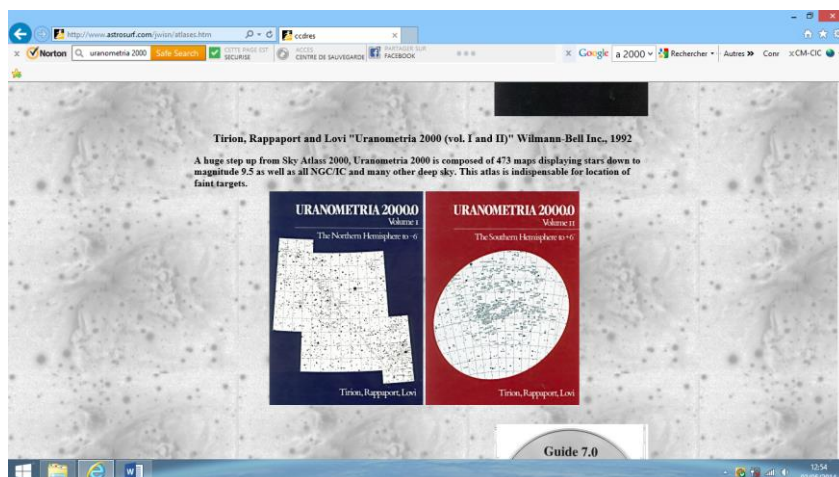 http://www.astrosurf.com/jwisn/atlases.htm
ccdres
Norton
uranometria 2000
Safe Search
CETTE PAGE EST
SECURISE
ACCES
CENTRE DE SAUVEGARDE
PARTAGER SUR
FACEBOOK
Google
a 2000
Rechercher
Autres
Conr
CM-CIC
Tirion, Rappaport and Lovi "Uranometria 2000 (vol. I and II)" Wilmann-Bell Inc., 1992
A huge step up from Sky Atlass 2000, Uranometria 2000 is composed of 473 maps displaying stars down to
magnitude 9.5 as well as all NGC/IC and many other deep sky. This atlas is indispensable for location of
faint targets.
URANOMETRIA 2000.0
Volume I
The Northern Hemisphere to -6°
Tirion, Rappaport, Lovi
URANOMETRIA 2000.0
Volume II
The Southern Hemisphere to +6°
Tirion, Rappaport, Lovi
Guide 7.0
12:54